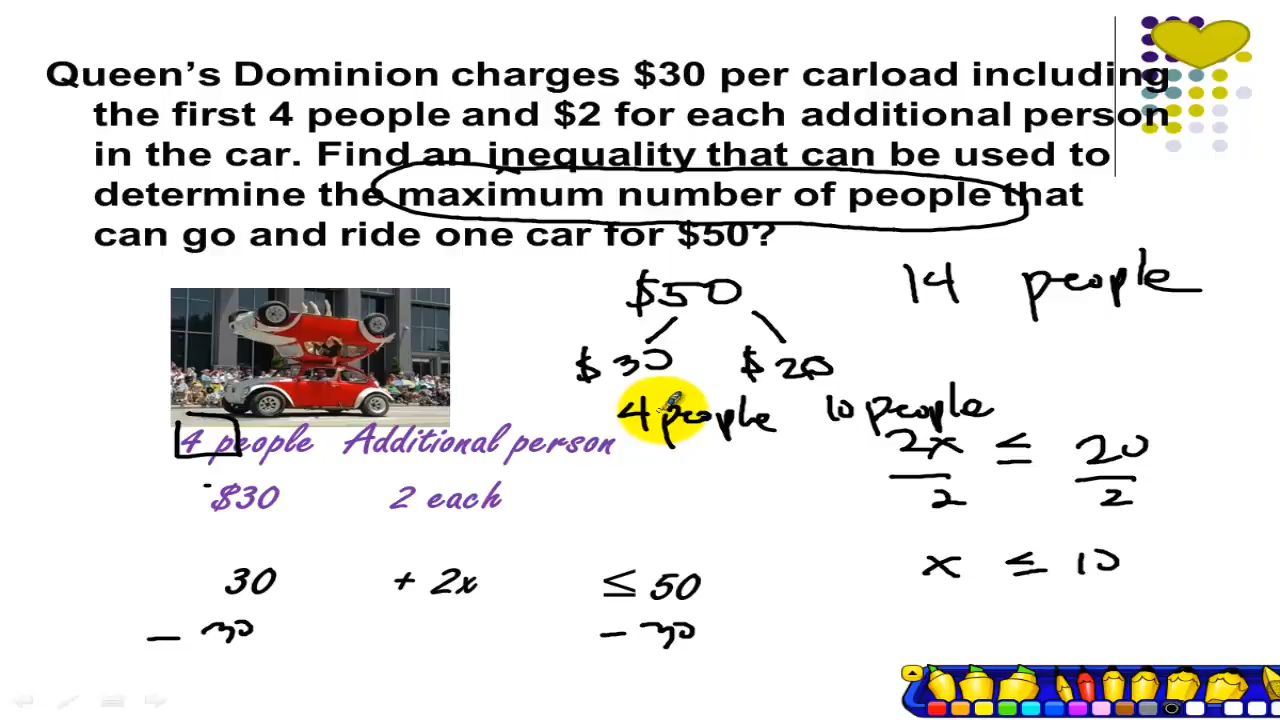 Queen's Dominion charges $30 per carload including
the first 4 people and $2 for each additional person
in the car. Find an inequality that can be used to
determine the maximum number of people that
can go and ride one car for $50?
$50
14 people
$30 $20
4 people 10 people
4 people Additional person
2x ≤ 20
2 2
$30 2 each
x ≤ 10
30 + 2x ≤ 50
- 30 - 30